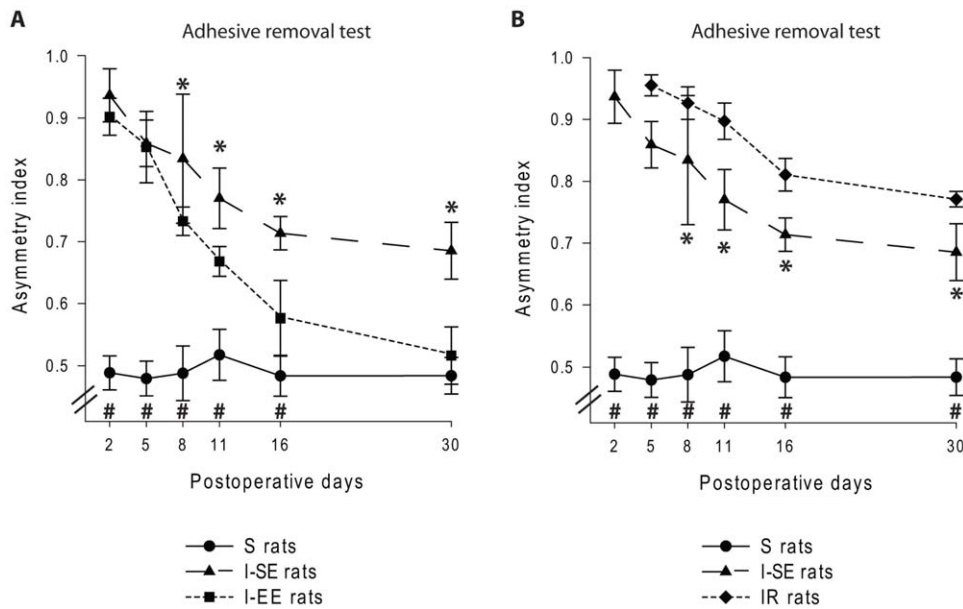 A
Adhesive removal test
1.0
0.9
0.8
0.7
0.6
0.5
Asymmetry index
* * * *
# # # # #
2 5 8 11 16 30
Postoperative days
S rats
I-SE rats
I-EE rats
B
Adhesive removal test
1.0
0.9
0.8
0.7
0.6
0.5
Asymmetry index
* * * *
# # # # # #
2 5 8 11 16 30
Postoperative days
S rats
I-SE rats
IR rats